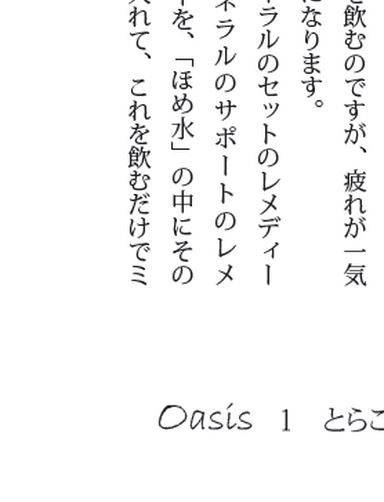 を飲むのですが、疲れが一気
になります。
ラルのセットのレメディー
ネラルのサポートのレメ
を、「ほめ水」の中にその
れて、これを飲むだけでミ
Oasis 1 とらこ